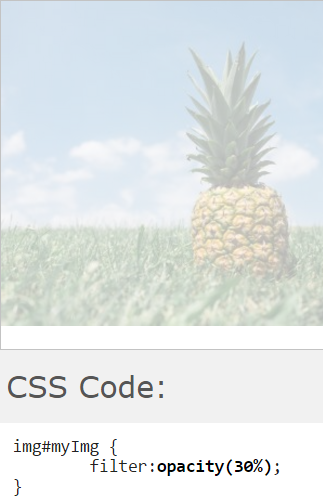 CSS Code:
img#myImg {
        filter:opacity(30%);
}